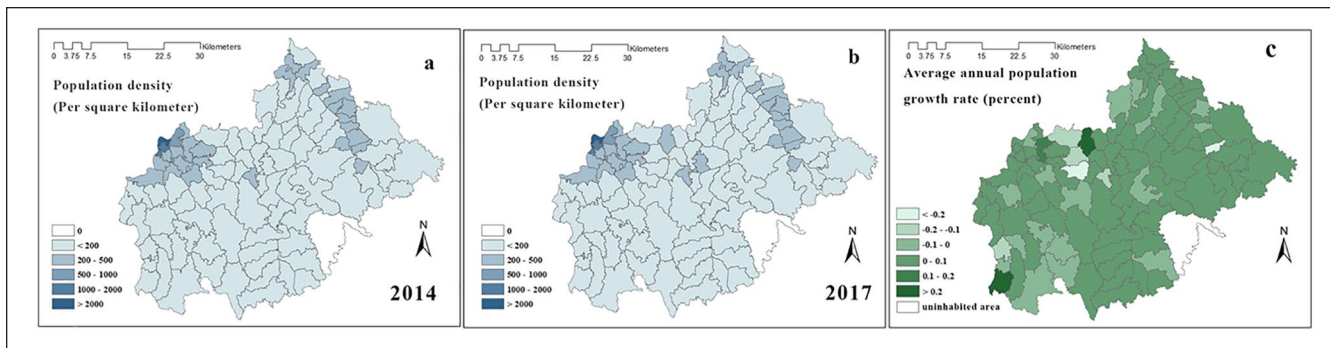 Kilometers
0 3.75 7.5 15 22.5 30
a
Population density
(Per square kilometer)
N
0
< 200
200 - 500
500 - 1000
1000 - 2000
> 2000
2014
Kilometers
0 3.75 7.5 15 22.5 30
b
Population density
(Per square kilometer)
N
0
< 200
200 - 500
500 - 1000
1000 - 2000
> 2000
2017
Kilometers
0 3.75 7.5 15 22.5 30
c
Average annual population
growth rate (percent)
N
< -0.2
-0.2 - -0.1
-0.1 - 0
0 - 0.1
0.1 - 0.2
> 0.2
uninhabited area